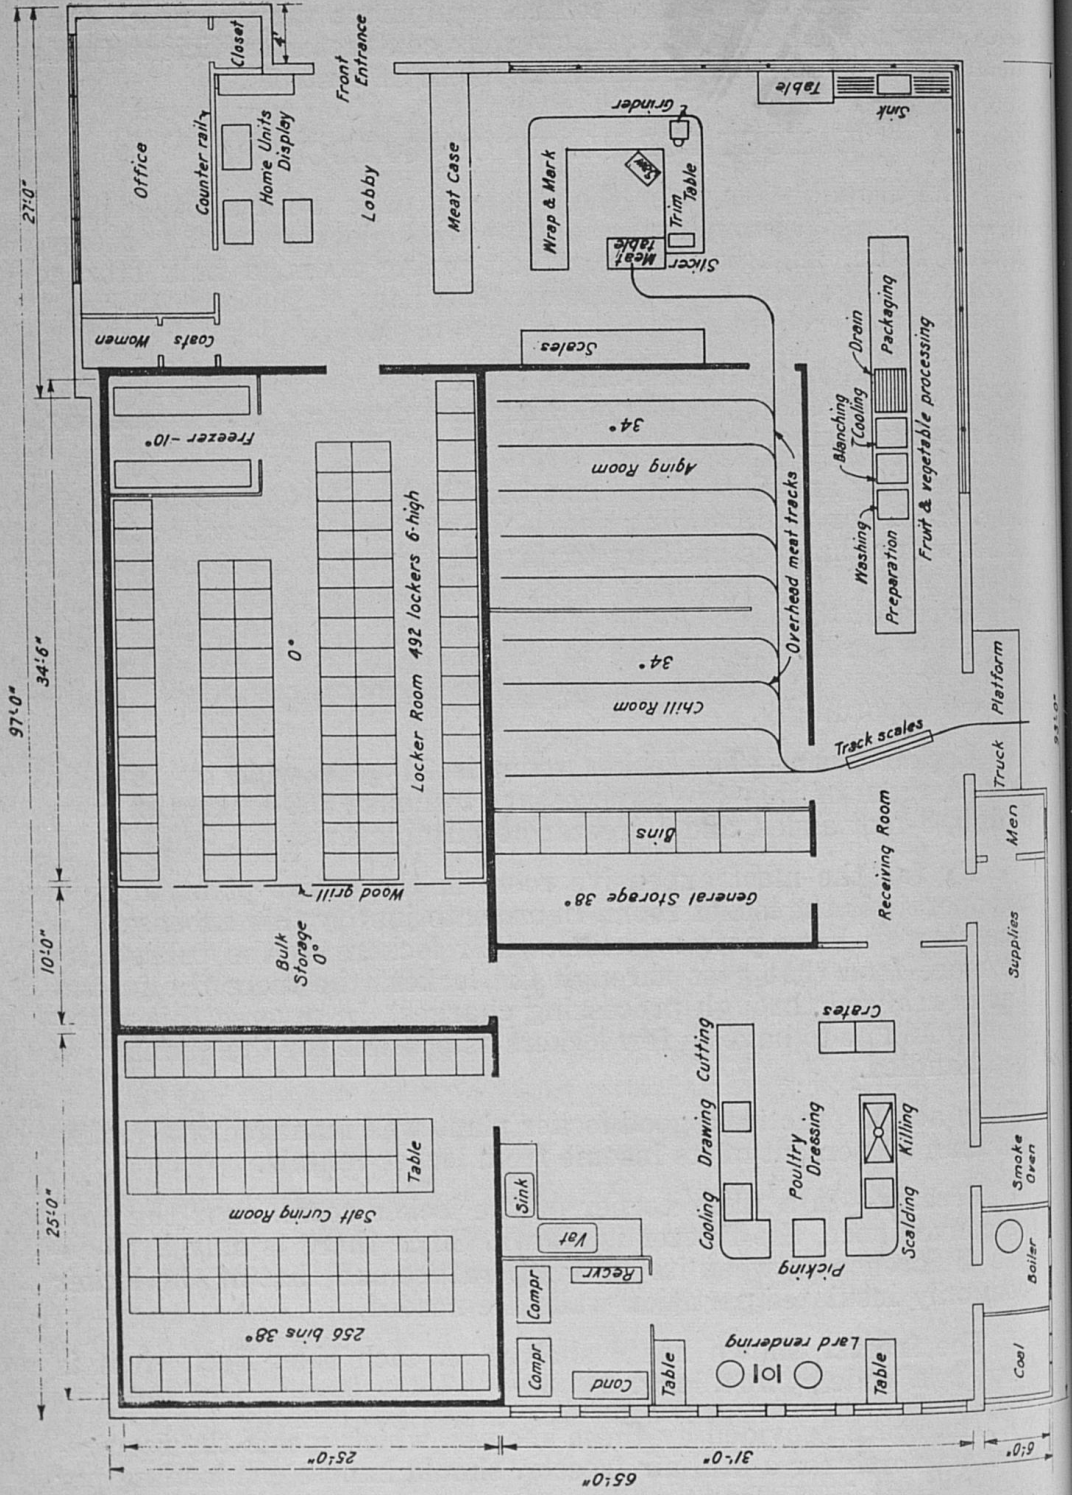 97'-0"
27'-0"
34'-6"
10'-0"
25'-0"
Office
Closet
4'
Counter rail
Home Units
Display
Front
Entrance
Lobby
Meat Case
Women
Coats
Wrap & Mark
Grinder
Saw
Trim
Table
Meat
table
Slicer
Table
Sink
Scales
Freezer -10°
Locker Room 492 lockers 6-high
0°
Wood grill
Bulk
Storage
0°
34°
Aging Room
34°
Chill Room
Overhead meat tracks
Track scales
Bins
General Storage 38°
Receiving Room
Washing
Blanching
Cooling
Drain
Preparation
Packaging
Fruit & vegetable processing
Truck Platform
Men
Supplies
Smoke
Oven
Boiler
Coal
Table
Salt Curing Room
256 bins 38°
Sink
Vat
Recvr
Compr
Compr
Cond
Cooling Drawing Cutting
Crates
Poultry
Dressing
Killing
Scalding
Picking
Lard rendering
Table
Table
25'-0"
31'-0"
6'-0"
65'-0"